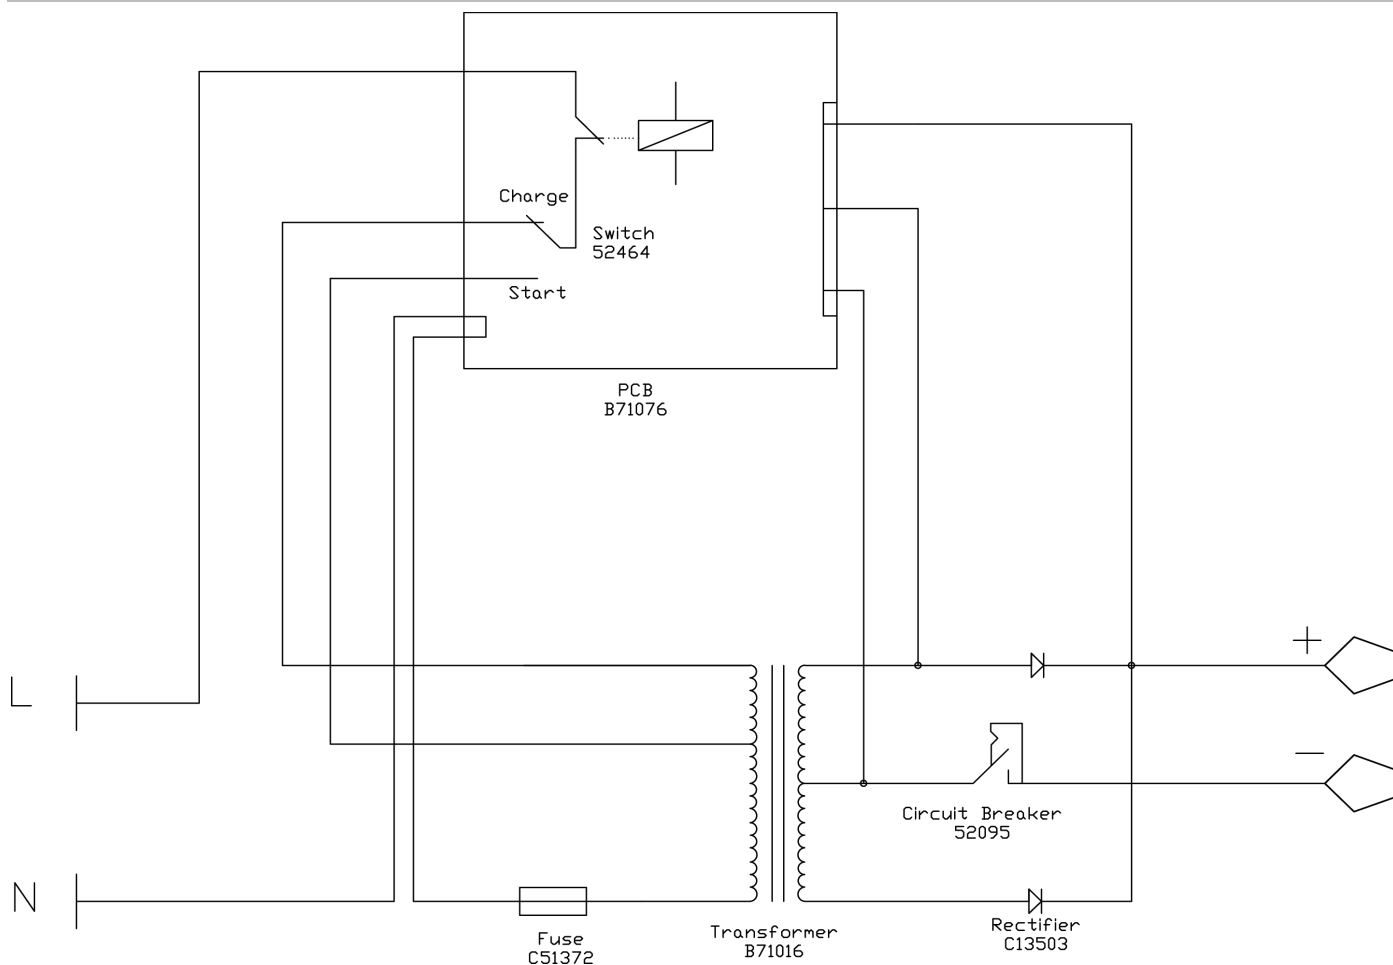 Charge
Switch
52464
Start
PCB
B71076
+
L
—
Circuit Breaker
52095
N
Rectifier
C13503
Transformer
B71016
Fuse
C51372